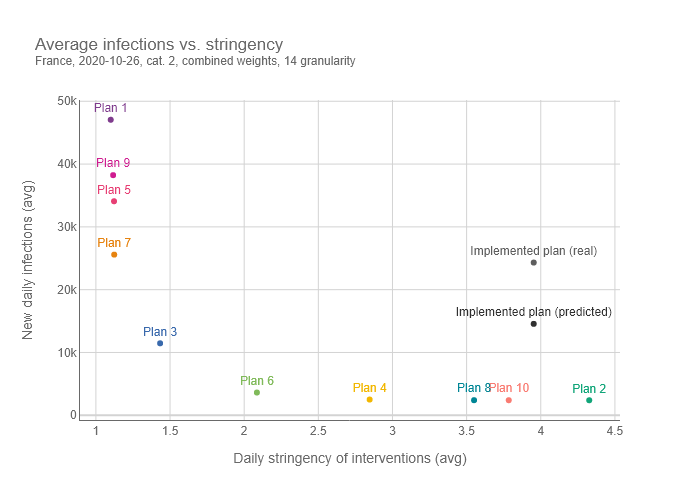 Average infections vs. stringency
France, 2020-10-26, cat. 2, combined weights, 14 granularity
50k
Plan 1
40k
Plan 9
Plan 5
30k
Plan 7
Implemented plan (real)
20k
Implemented plan (predicted)
Plan 3
10k
Plan 6
Plan 4
Plan 8
Plan 10
Plan 2
0
1
1.5
2
2.5
3
3.5
4
4.5
New daily infections (avg)
Daily stringency of interventions (avg)